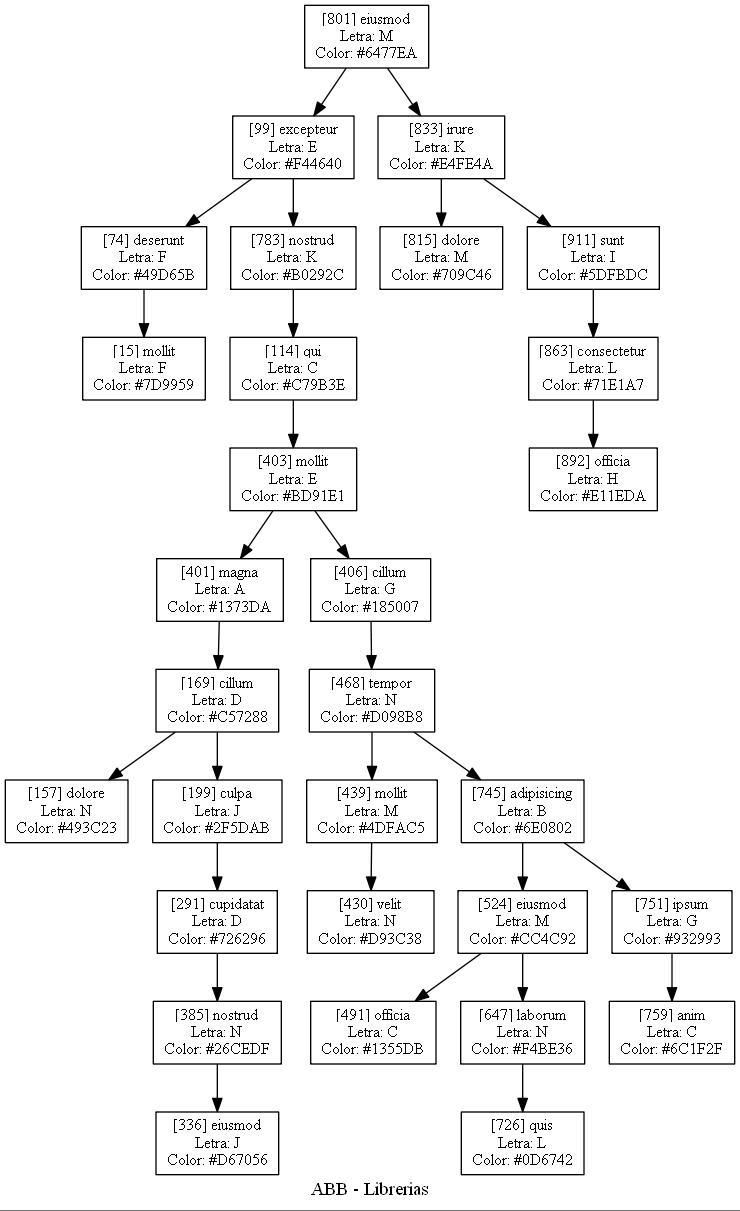 [801] eiusmod
Letra: M
Color: #6477EA
[99] excepteur
Letra: E
Color: #F44640
[833] irure
Letra: K
Color: #E4FE4A
[74] deserunt
Letra: F
Color: #49D65B
[783] nostrud
Letra: K
Color: #B0292C
[815] dolore
Letra: M
Color: #709C46
[911] sunt
Letra: I
Color: #5DFBDC
[15] mollit
Letra: F
Color: #7D9959
[114] qui
Letra: C
Color: #C79B3E
[863] consectetur
Letra: L
Color: #71E1A7
[403] mollit
Letra: E
Color: #BD91E1
[892] officia
Letra: H
Color: #E11EDA
[401] magna
Letra: A
Color: #1373DA
[406] cillum
Letra: G
Color: #185007
[169] cillum
Letra: D
Color: #C57288
[468] tempor
Letra: N
Color: #D098B8
[157] dolore
Letra: N
Color: #493C23
[199] culpa
Letra: J
Color: #2F5DAB
[439] mollit
Letra: M
Color: #4DFAC5
[745] adipisicing
Letra: B
Color: #6E0802
[291] cupidatat
Letra: D
Color: #726296
[430] velit
Letra: N
Color: #D93C38
[524] eiusmod
Letra: M
Color: #CC4C92
[751] ipsum
Letra: G
Color: #932993
[385] nostrud
Letra: N
Color: #26CEDF
[491] officia
Letra: C
Color: #1355DB
[647] laborum
Letra: N
Color: #F4BE36
[759] anim
Letra: C
Color: #6C1F2F
[336] eiusmod
Letra: J
Color: #D67056
[726] quis
Letra: L
Color: #0D6742
ABB - Librerias